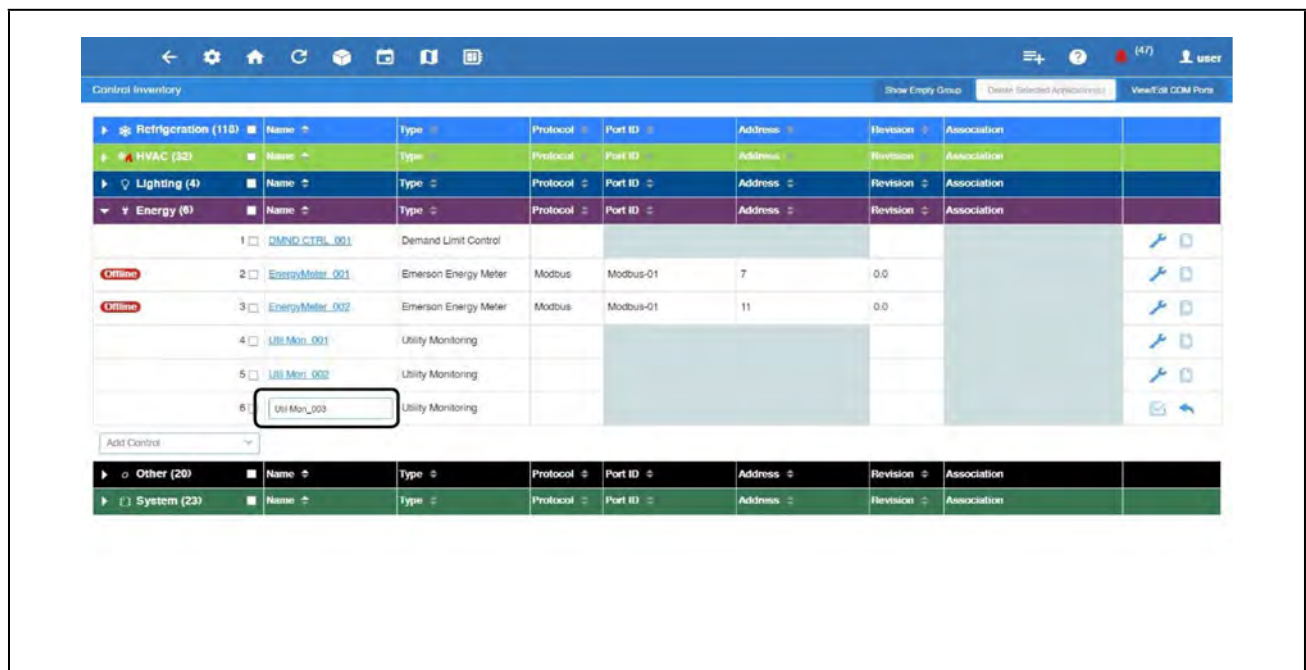 (47) user
Control Inventory Show Empty Group Delete Selected Application(s) View/Edit COM Ports
Refrigeration (118) Name Type Protocol Port ID Address Revision Association
HVAC (32) Name Type Protocol Port ID Address Revision Association
Lighting (4) Name Type Protocol Port ID Address Revision Association
Energy (6) Name Type Protocol Port ID Address Revision Association
1 DMND CTRL_001 Demand Limit Control
Offline 2 EnergyMeter_001 Emerson Energy Meter Modbus Modbus-01 7 0.0
Offline 3 EnergyMeter_002 Emerson Energy Meter Modbus Modbus-01 11 0.0
4 Util Mon_001 Utility Monitoring
5 Util Mon_002 Utility Monitoring
6 Util Mon_003 Utility Monitoring
Add Control
Other (20) Name Type Protocol Port ID Address Revision Association
System (23) Name Type Protocol Port ID Address Revision Association